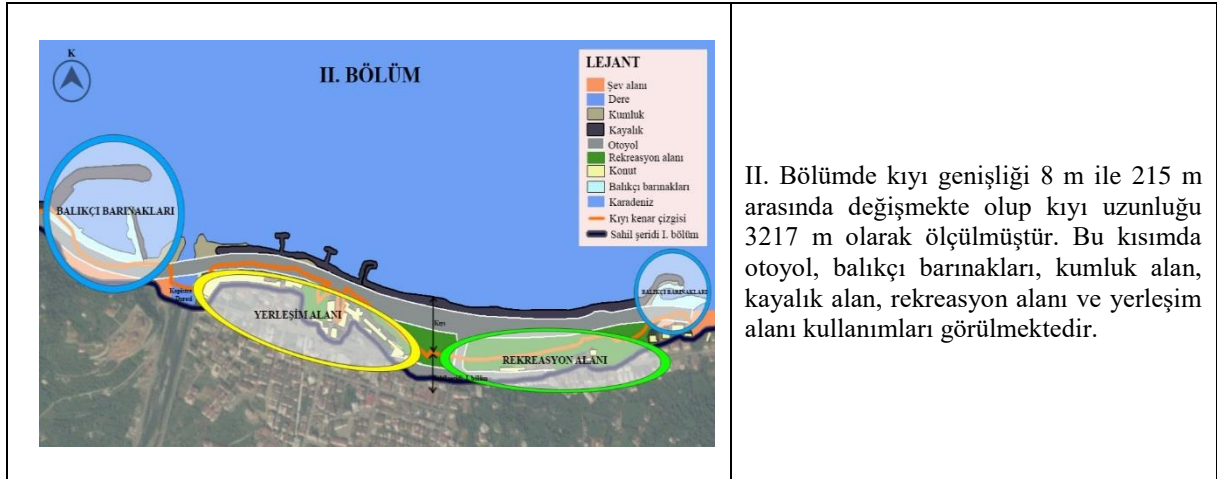 K
II. BÖLÜM
LEJANT
Şev alanı
Dere
Kumluk
Kayalık
Otoyol
Rekreasyon alanı
Konut
Balıkçı barınakları
Karadeniz
Kıyı kenar çizgisi
Sahil şeridi I. bölüm
BALIKÇI BARINAKLARI
BALIKÇI BARINAKLARI
Deresi
YERLEŞİM ALANI
Kıyı
REKREASYON ALANI
II. Bölümde kıyı genişliği 8 m ile 215 m
arasında değişmekte olup kıyı uzunluğu
3217 m olarak ölçülmüştür. Bu kısımda
otoyol, balıkçı barınakları, kumluk alan,
kayalık alan, rekreasyon alanı ve yerleşim
alanı kullanımları görülmektedir.